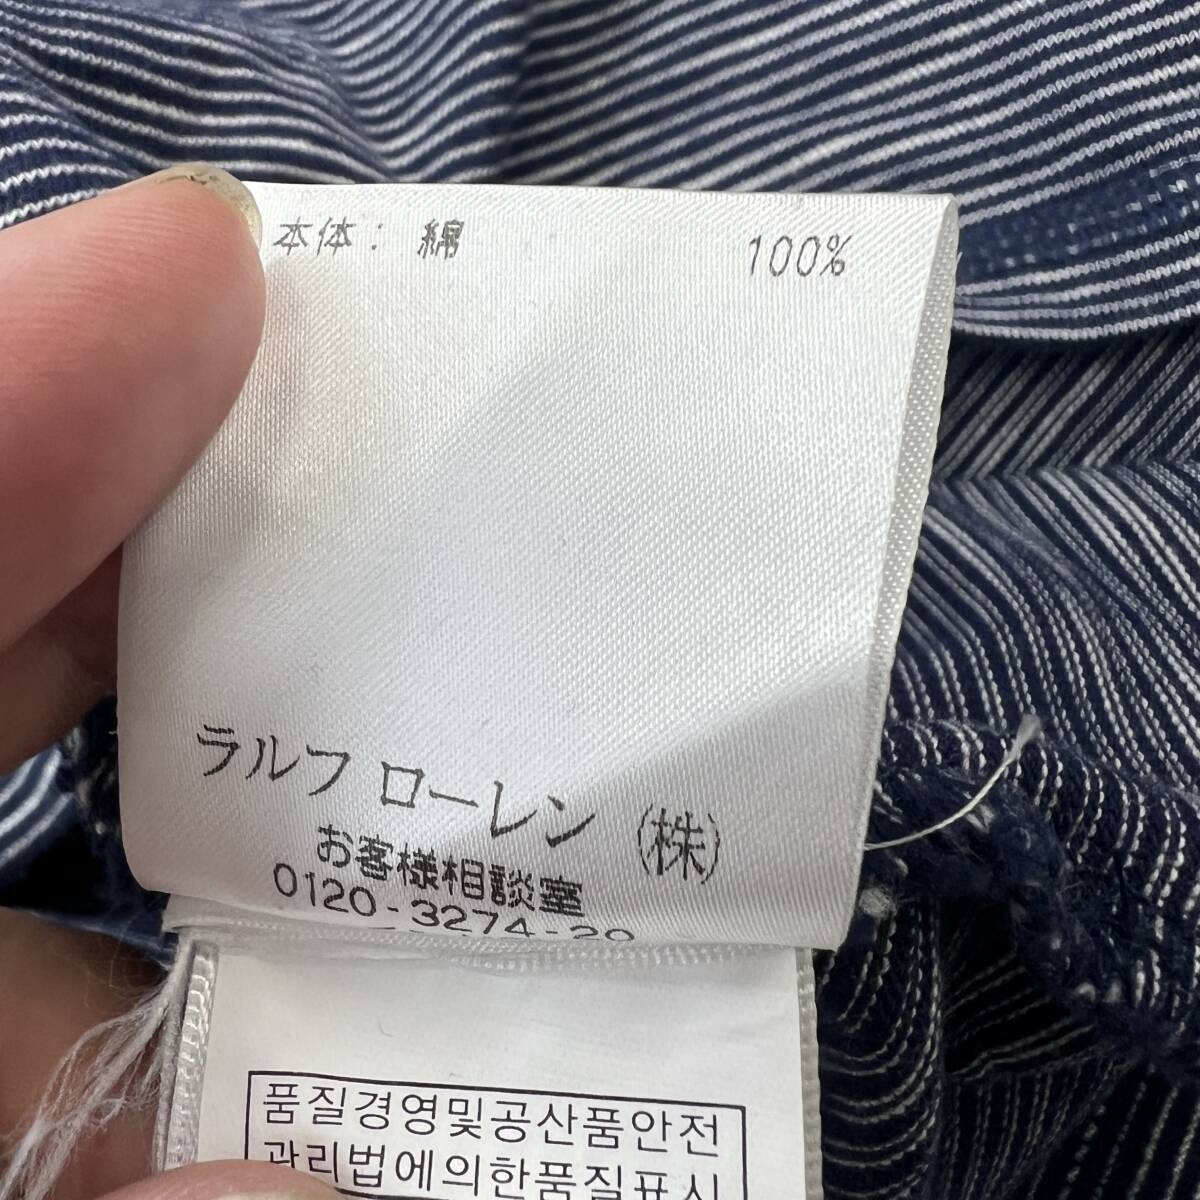 本体： 綿 100%
ラルフ ローレン (株)
お客様相談室
0120-3274-20
품질경영및공산품안전
관리법에의한품질표시